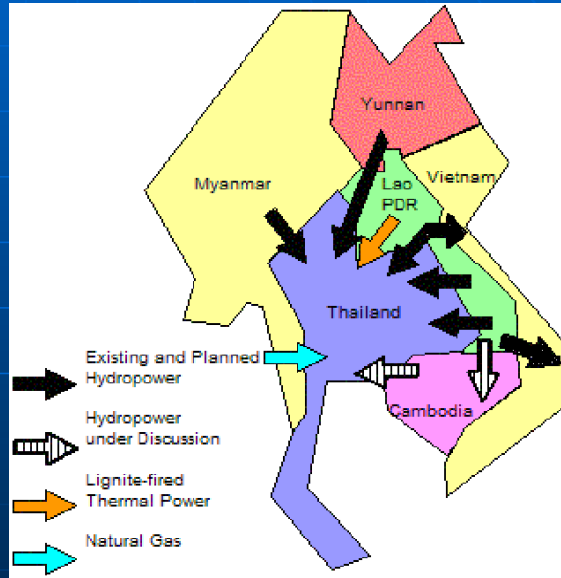 Yunnan
Myanmar
Lao
PDR
Vietnam
Thailand
Cambodia
Existing and Planned
Hydropower
Hydropower
under Discussion
Lignite-fired
Thermal Power
Natural Gas